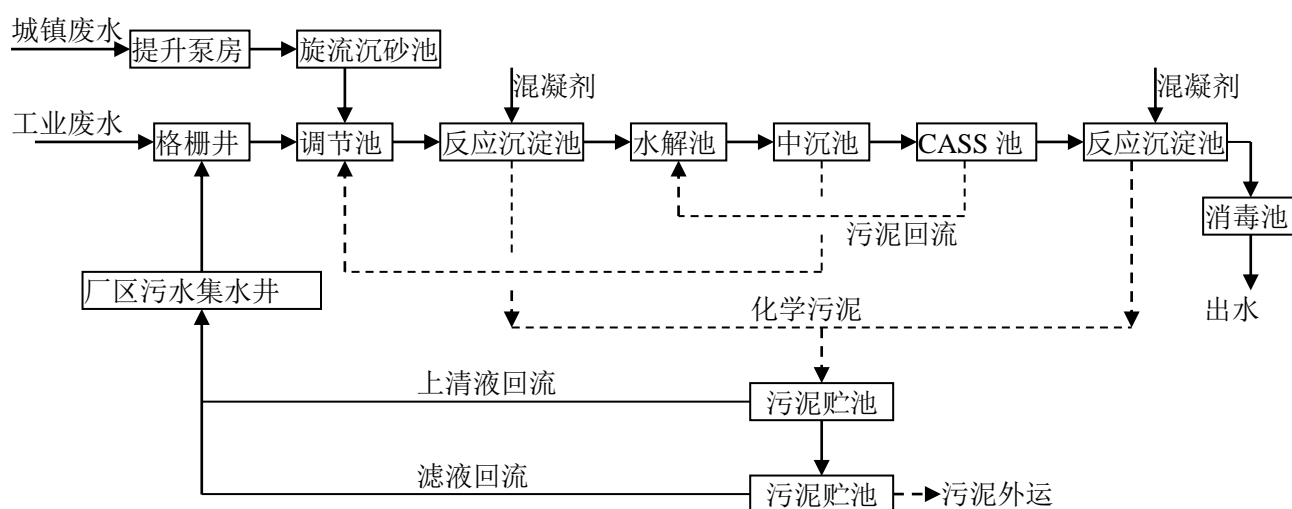 城镇废水
提升泵房
旋流沉砂池
混凝剂
混凝剂
工业废水
格栅井
调节池
反应沉淀池
水解池
中沉池
CASS 池
反应沉淀池
消毒池
污泥回流
厂区污水集水井
化学污泥
出水
上清液回流
污泥贮池
滤液回流
污泥贮池
污泥外运